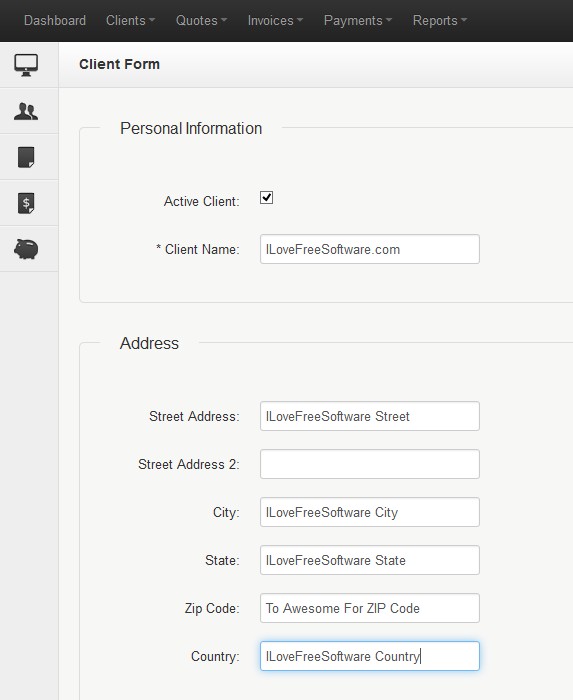 Dashboard Clients Quotes Invoices Payments Reports
Client Form
Personal Information
Active Client:
* Client Name: ILoveFreeSoftware.com
Address
Street Address: ILoveFreeSoftware Street
Street Address 2:
City: ILoveFreeSoftware City
State: ILoveFreeSoftware State
Zip Code: To Awesome For ZIP Code
Country: ILoveFreeSoftware Country
$